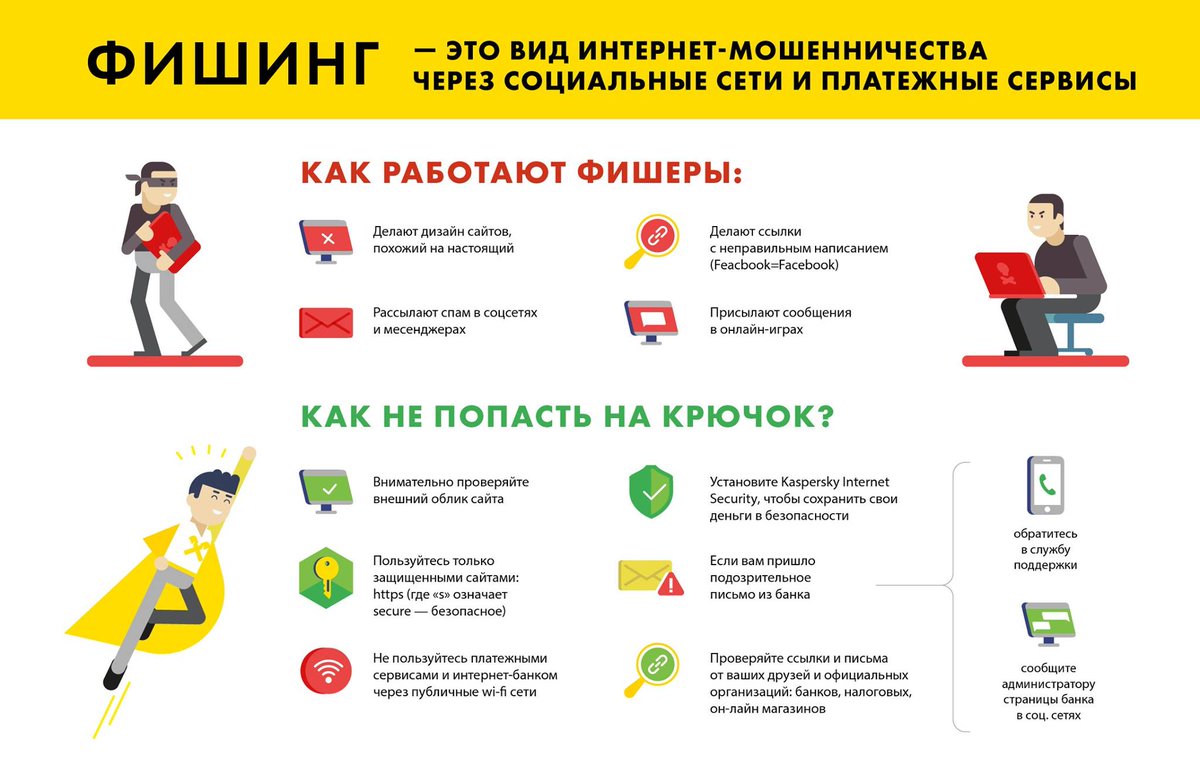 ФИШИНГ
— ЭТО ВИД ИНТЕРНЕТ-МОШЕННИЧЕСТВА
ЧЕРЕЗ СОЦИАЛЬНЫЕ СЕТИ И ПЛАТЕЖНЫЕ СЕРВИСЫ
КАК РАБОТАЮТ ФИШЕРЫ:
Делают дизайн сайтов,
похожий на настоящий
Делают ссылки
с неправильным написанием
(Feacbook=Facebook)
Рассылают спам в соцсетях
и месенджерах
Присылают сообщения
в онлайн-играх
КАК НЕ ПОПАСТЬ НА КРЮЧОК?
Внимательно проверяйте
внешний облик сайта
Установите Kaspersky Internet
Security, чтобы сохранить свои
деньги в безопасности
Пользуйтесь только
защищенными сайтами:
https (где «s» означает
secure — безопасное)
Если вам пришло
подозрительное
письмо из банка
Не пользуйтесь платежными
сервисами и интернет-банком
через публичные wi-fi сети
Проверяйте ссылки и письма
от ваших друзей и официальных
организаций: банков, налоговых,
он-лайн магазинов
обратитесь
в службу
поддержки
сообщите
администратору
страницы банка
в соц. сетях